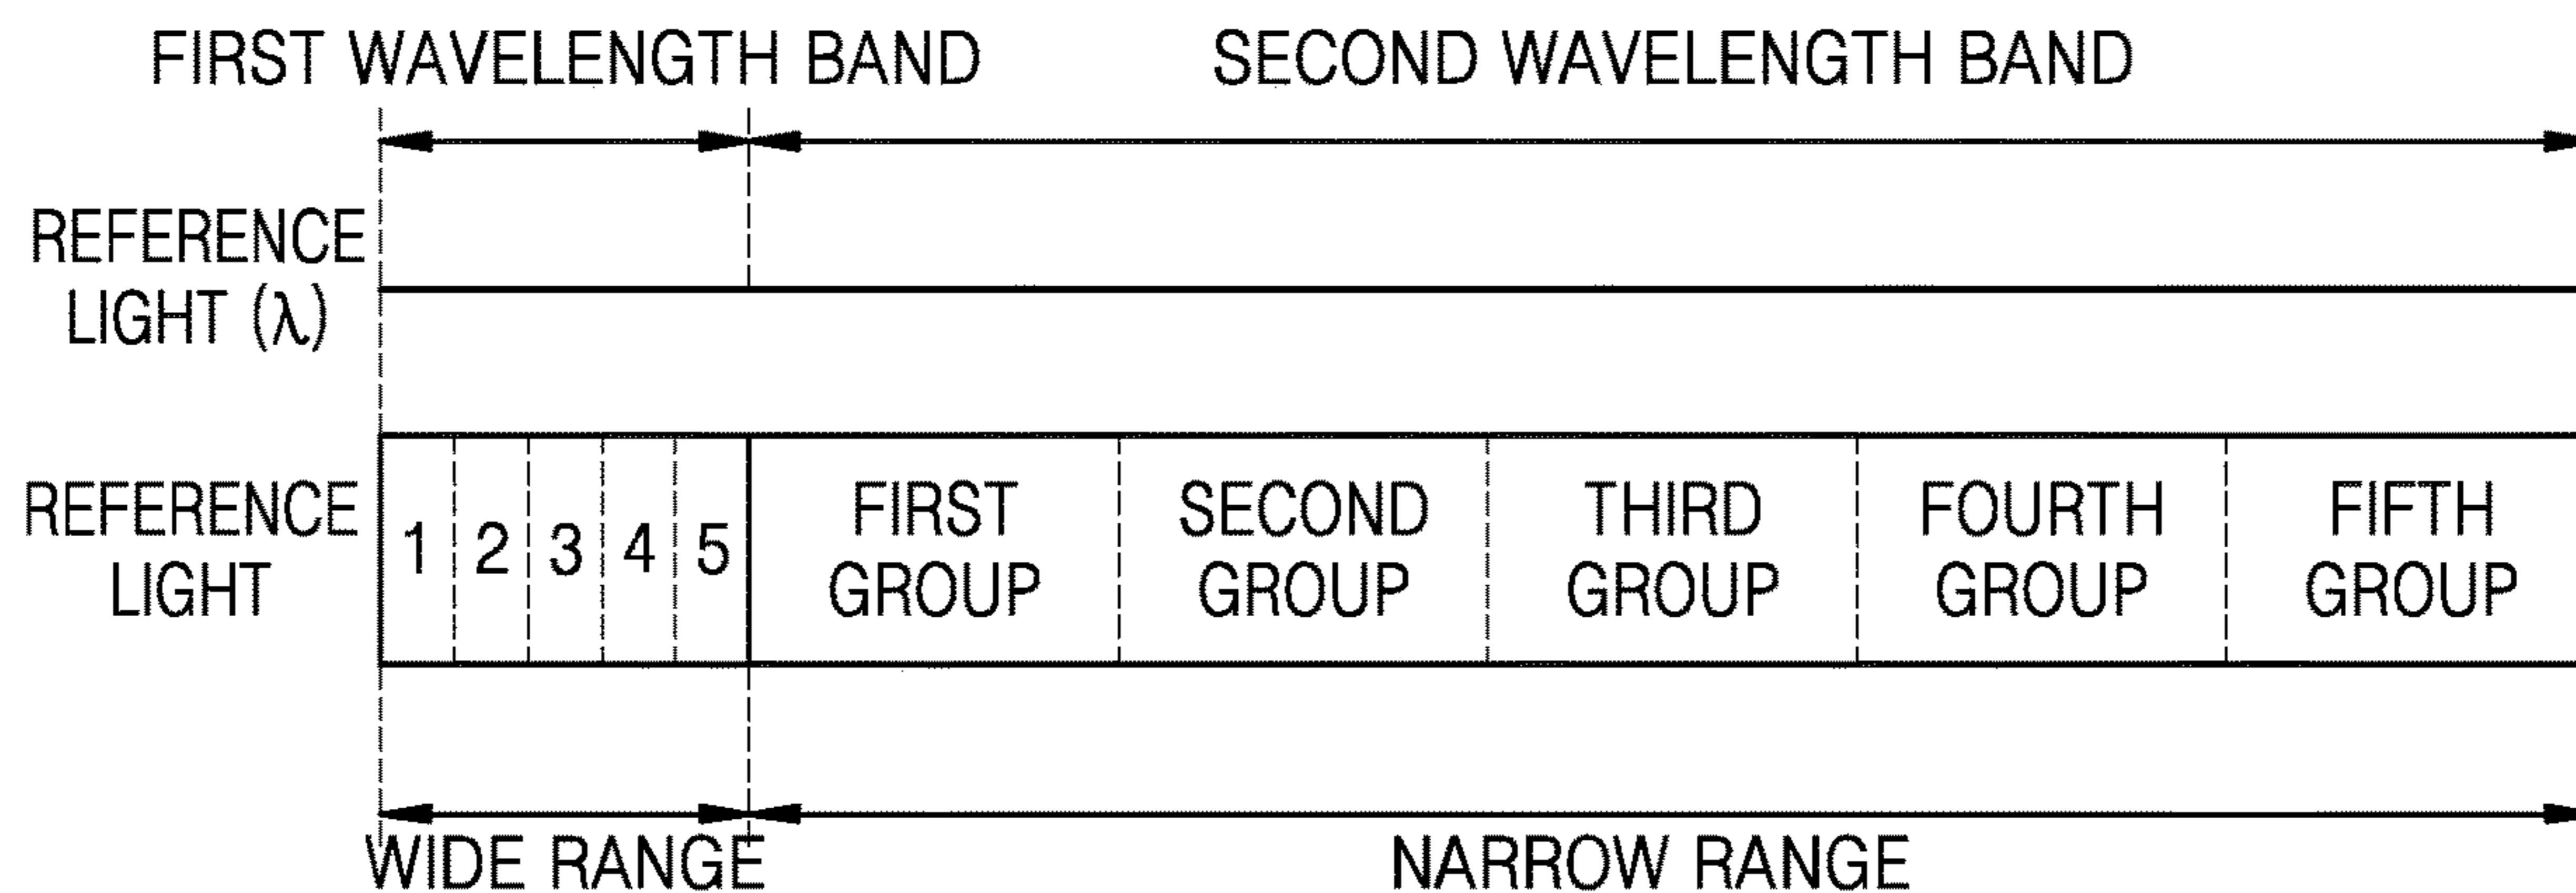 FIRST WAVELENGTH BAND
SECOND WAVELENGTH BAND
REFERENCE
LIGHT (λ)
REFERENCE
LIGHT
1
2
3
4
5
FIRST
GROUP
SECOND
GROUP
THIRD
GROUP
FOURTH
GROUP
FIFTH
GROUP
WIDE RANGE
NARROW RANGE